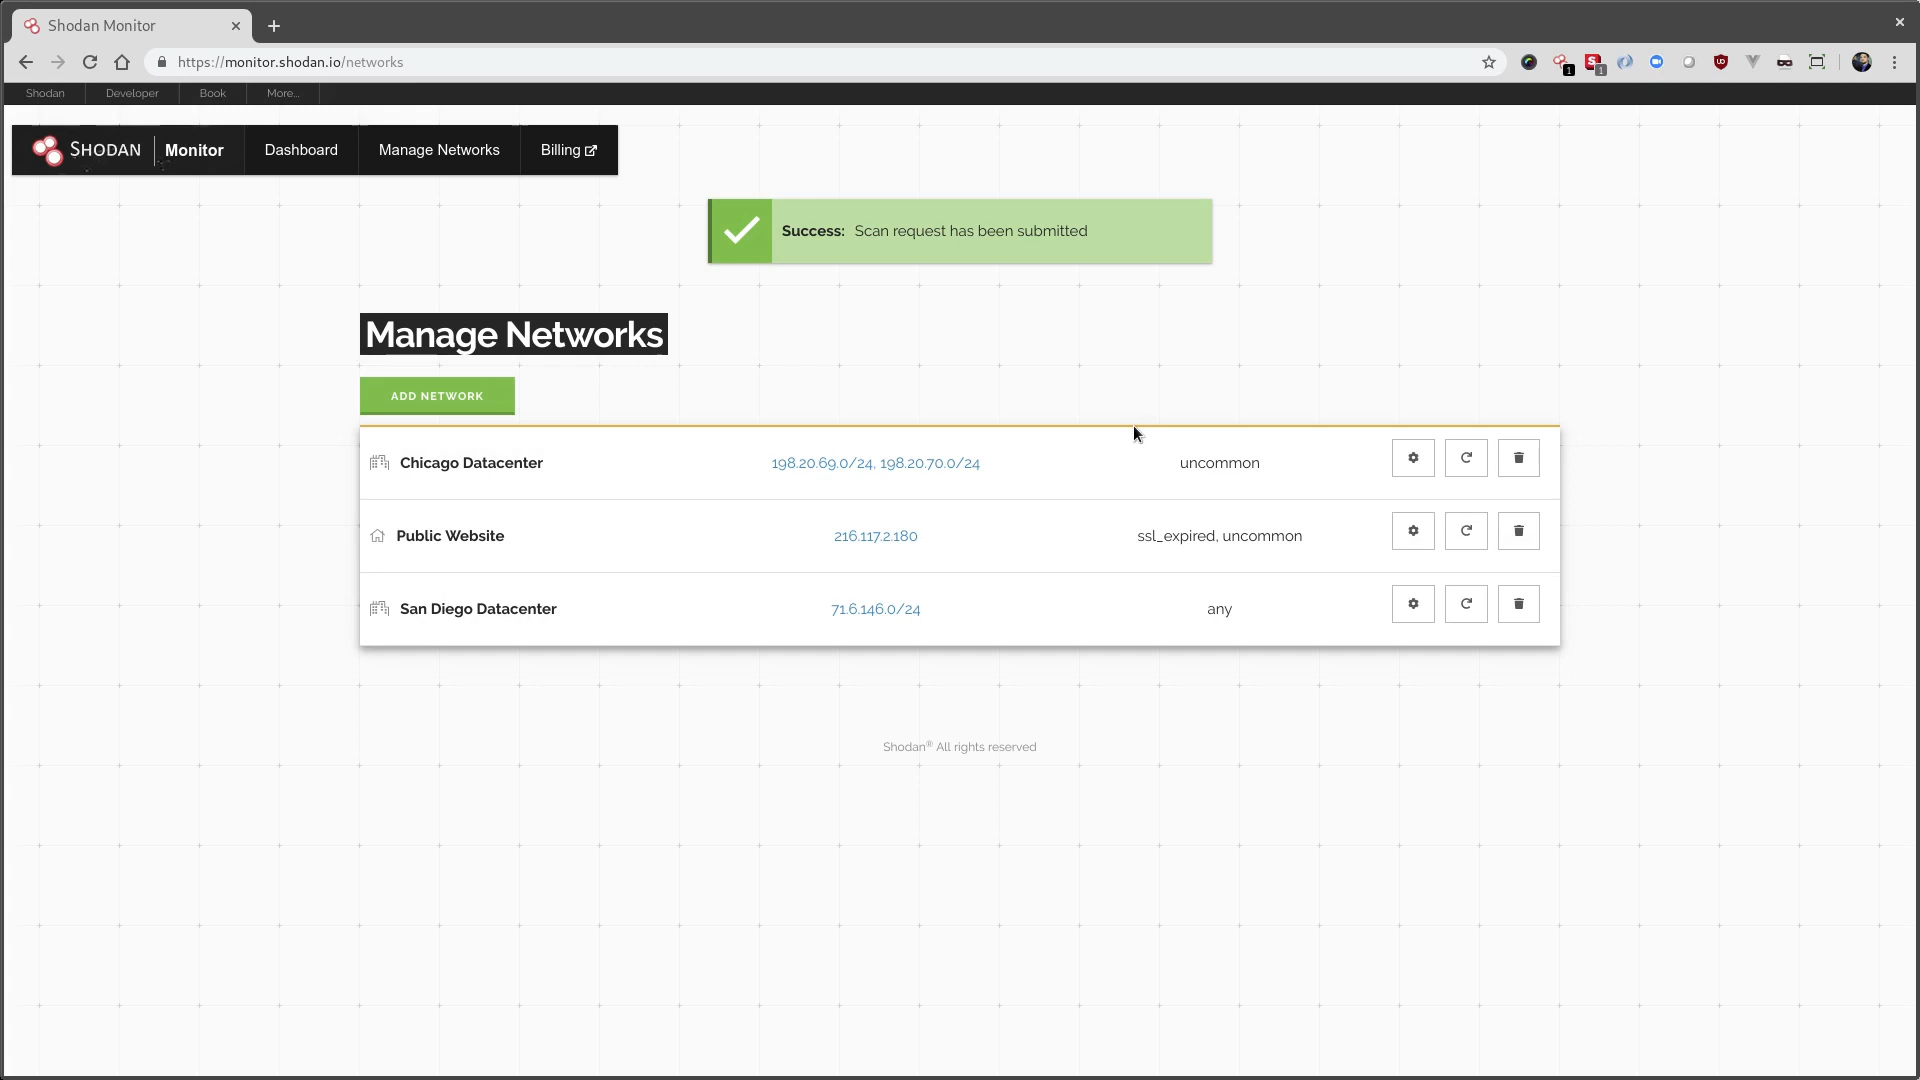 Shodan Monitor
https://monitor.shodan.io/networks
1
1
Shodan Developer Book More...
SHODAN Monitor Dashboard Manage Networks Billing
Success: Scan request has been submitted
Manage Networks
ADD NETWORK
Chicago Datacenter 198.20.69.0/24, 198.20.70.0/24 uncommon
Public Website 216.117.2.180 ssl_expired, uncommon
San Diego Datacenter 71.6.146.0/24 any
Shodan® All rights reserved